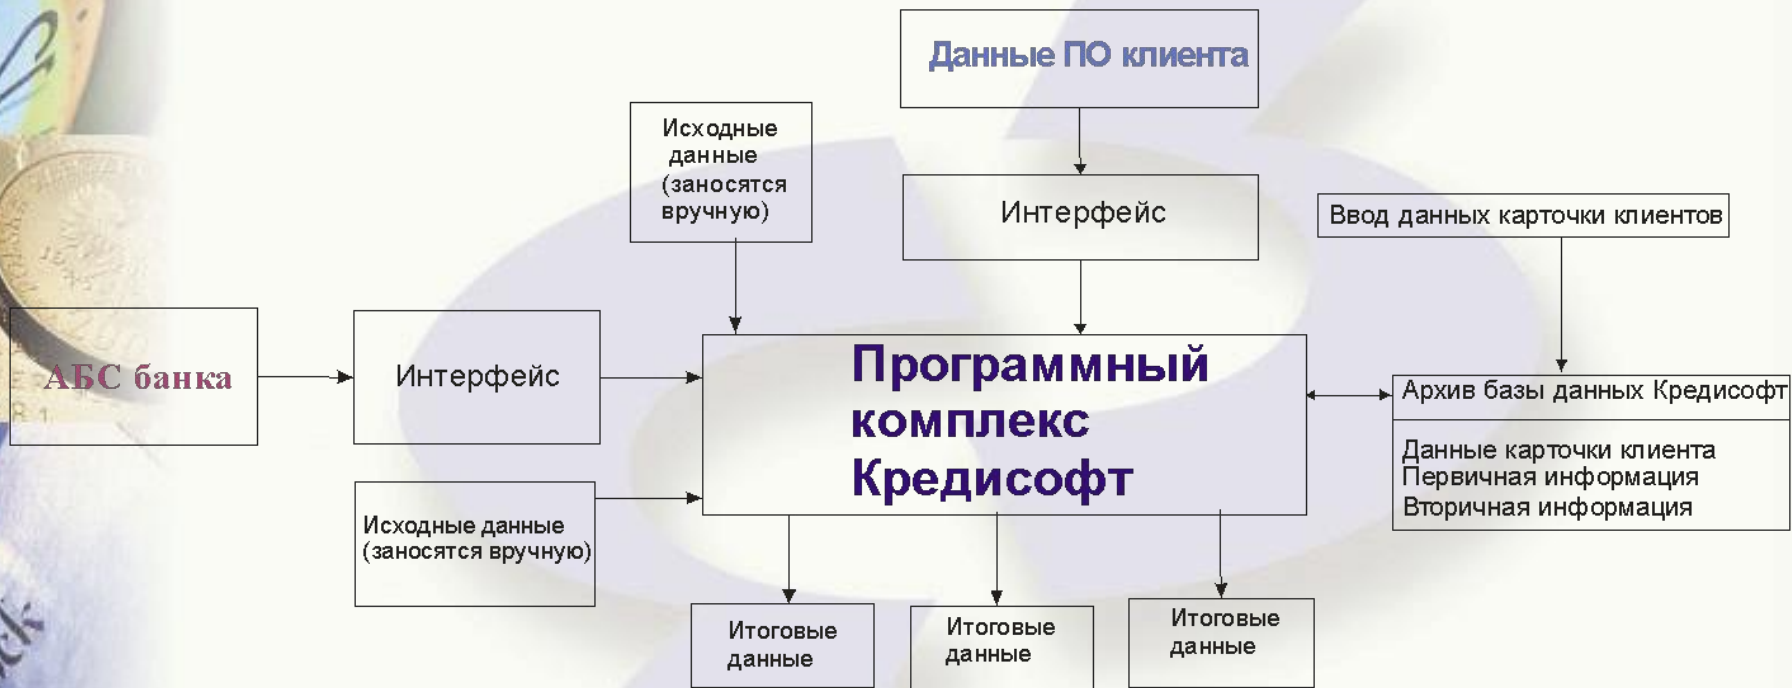 Данные ПО клиента
Исходные
данные
(заносятся
вручную)
Интерфейс
Ввод данных карточки клиентов
АБС банка
Интерфейс
Программный
комплекс
Кредисофт
Архив базы данных Кредисофт
Данные карточки клиента
Первичная информация
Вторичная информация
Исходные данные
(заносятся вручную)
Итоговые
данные
Итоговые
данные
Итоговые
данные